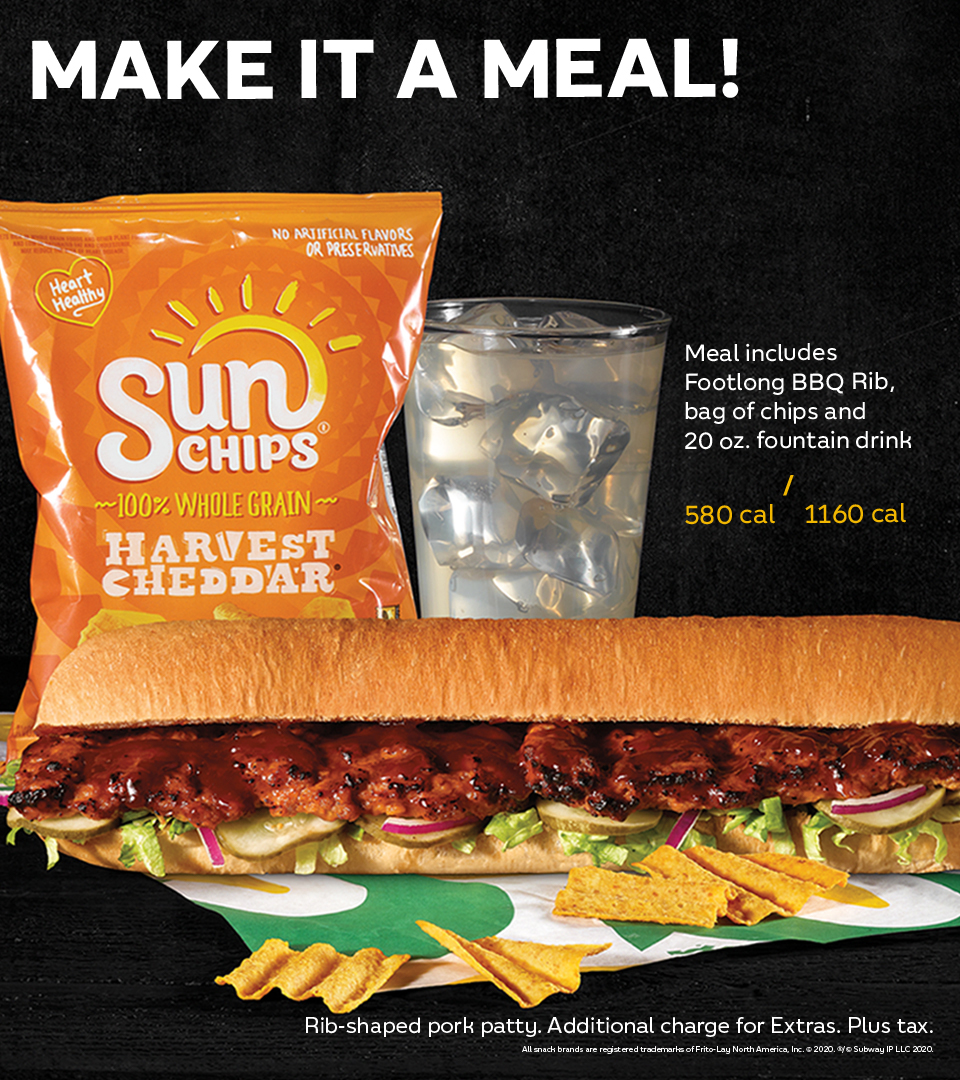 MAKE IT A MEAL!
NO ARTIFICIAL FLAVORS
OR PRESERVATIVES
Heart
Healthy
Sun
CHIPS®
~100% WHOLE GRAIN~
HARVEST
CHEDDAR
Meal includes
Footlong BBQ Rib,
bag of chips and
20 oz. fountain drink
580 cal / 1160 cal
Rib-shaped pork patty. Additional charge for Extras. Plus tax.
All snack brands are registered trademarks of Frito-Lay North America, Inc. © 2020. ®/© Subway IP LLC 2020.